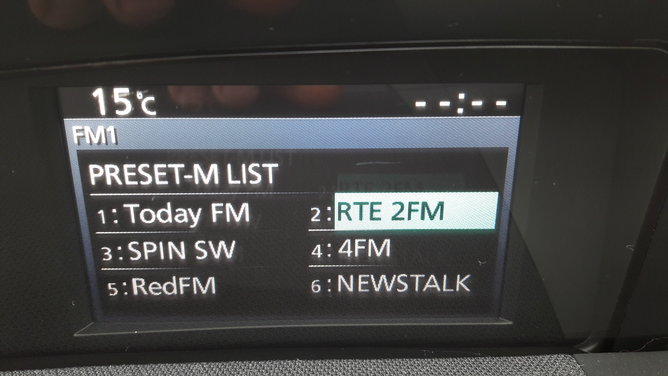 15°C --:--
FM1
PRESET-M LIST
1:Today FM 2:RTE 2FM
3:SPIN SW 4:4FM
5:RedFM 6:NEWSTALK